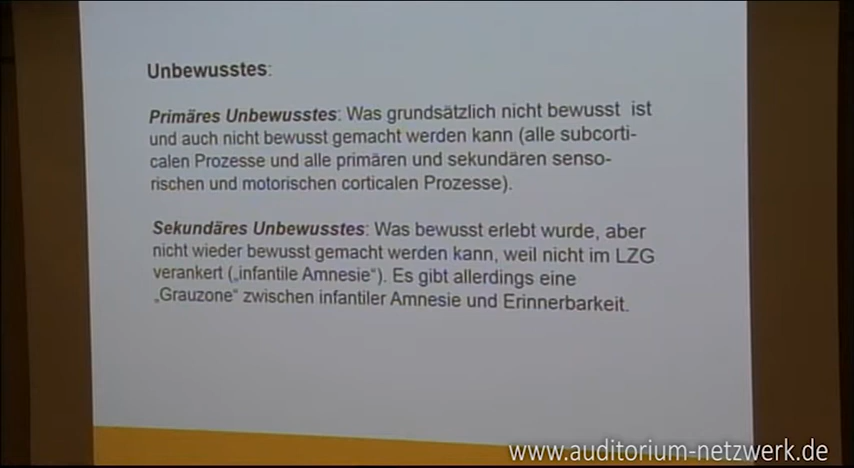 Unbewusstes:
Primäres Unbewusstes: Was grundsätzlich nicht bewusst ist
und auch nicht bewusst gemacht werden kann (alle subcorti-
calen Prozesse und alle primären und sekundären senso-
rischen und motorischen corticalen Prozesse).
Sekundäres Unbewusstes: Was bewusst erlebt wurde, aber
nicht wieder bewusst gemacht werden kann, weil nicht im LZG
verankert („infantile Amnesie“). Es gibt allerdings eine
„Grauzone“ zwischen infantiler Amnesie und Erinnerbarkeit.
www.auditorium-netzwerk.de